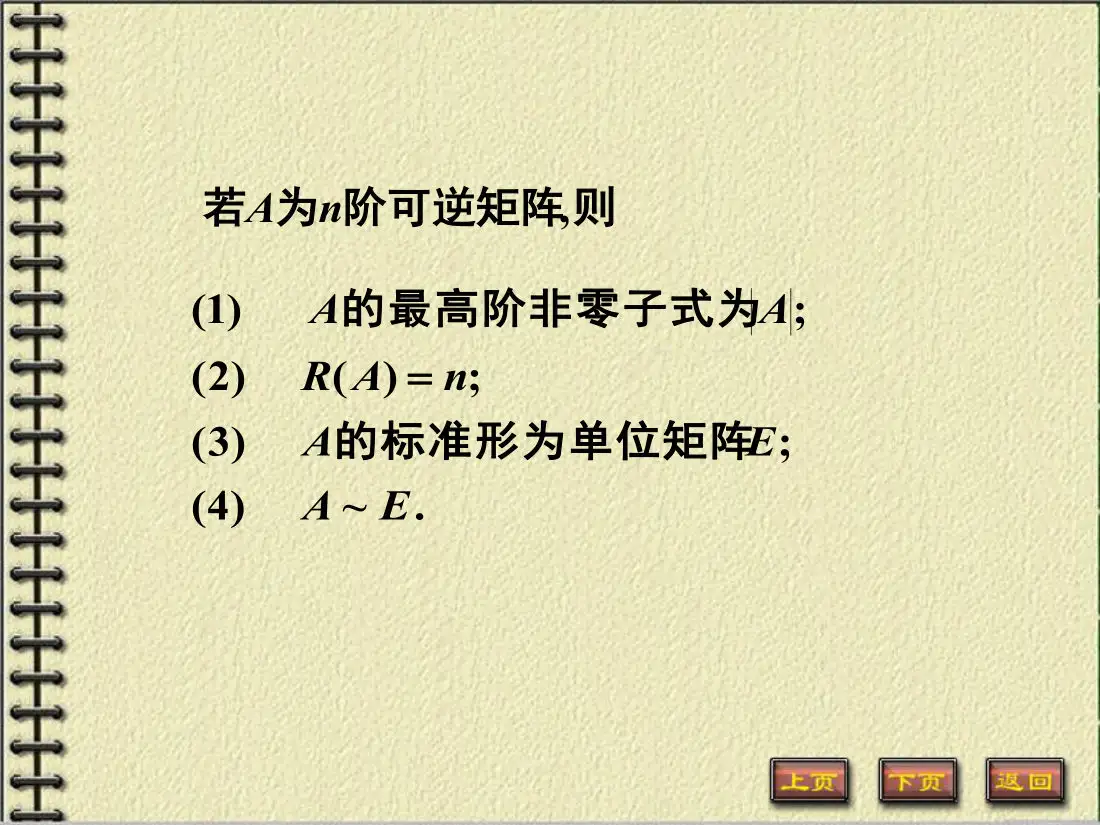 若A为n阶可逆矩阵,则
(1) A的最高阶非零子式为|A|;
(2) R(A) = n;
(3) A的标准形为单位矩阵E;
(4) A ~ E.
上页 下页 返回